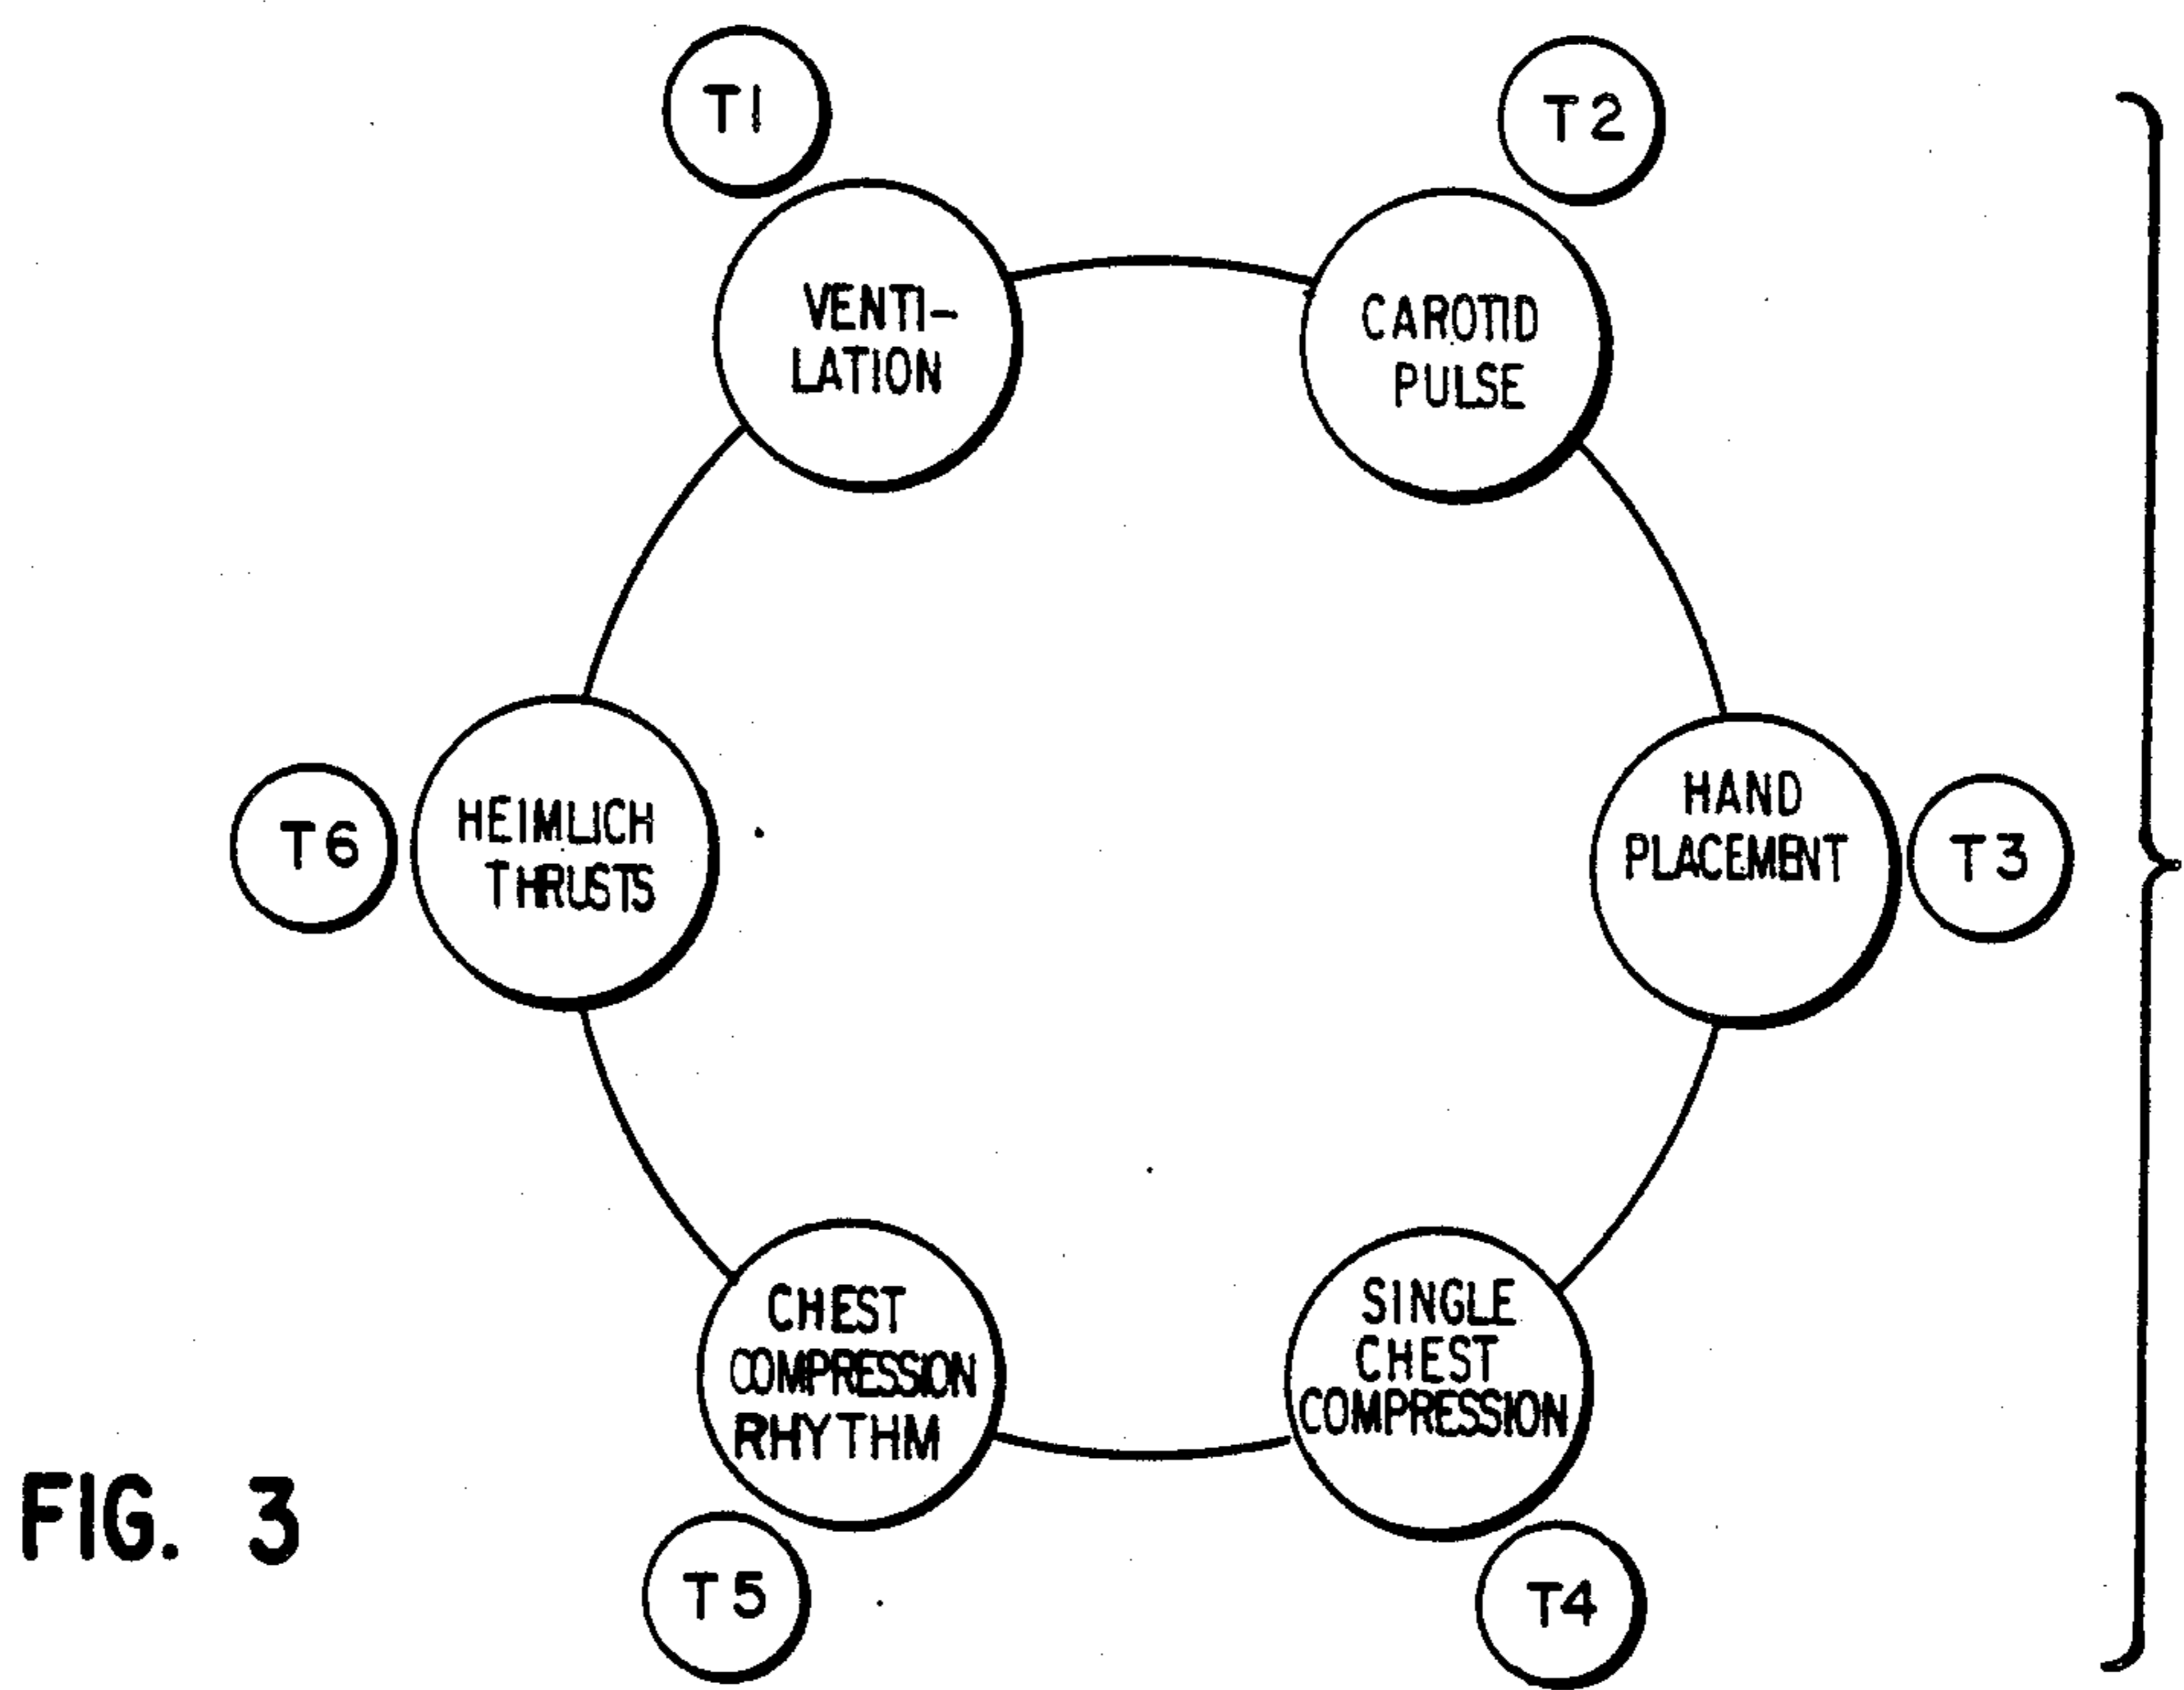 T1
T2
VENTI-
LATION
CAROTID
PULSE
HEIMLICH
THRUSTS
T6
HAND
PLACEMENT
T3
CHEST
COMPRESSION
RHYTHM
SINGLE
CHEST
COMPRESSION
T5
T4
FIG. 3